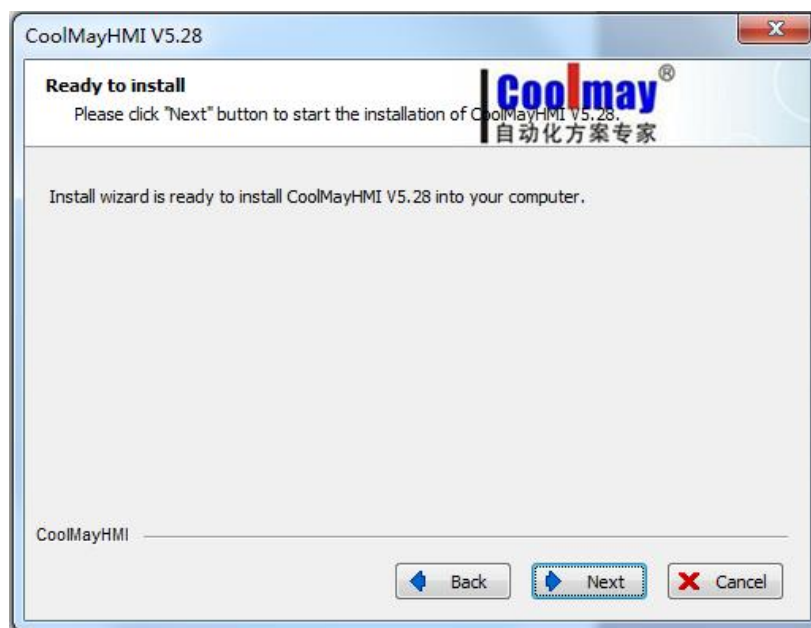 CoolMayHMI V5.28
Ready to install
Coolmay®
Please click "Next" button to start the installation of CoolMayHMI V5.28.
自动化方案专家
Install wizard is ready to install CoolMayHMI V5.28 into your computer.
CoolMayHMI
Back
Next
Cancel